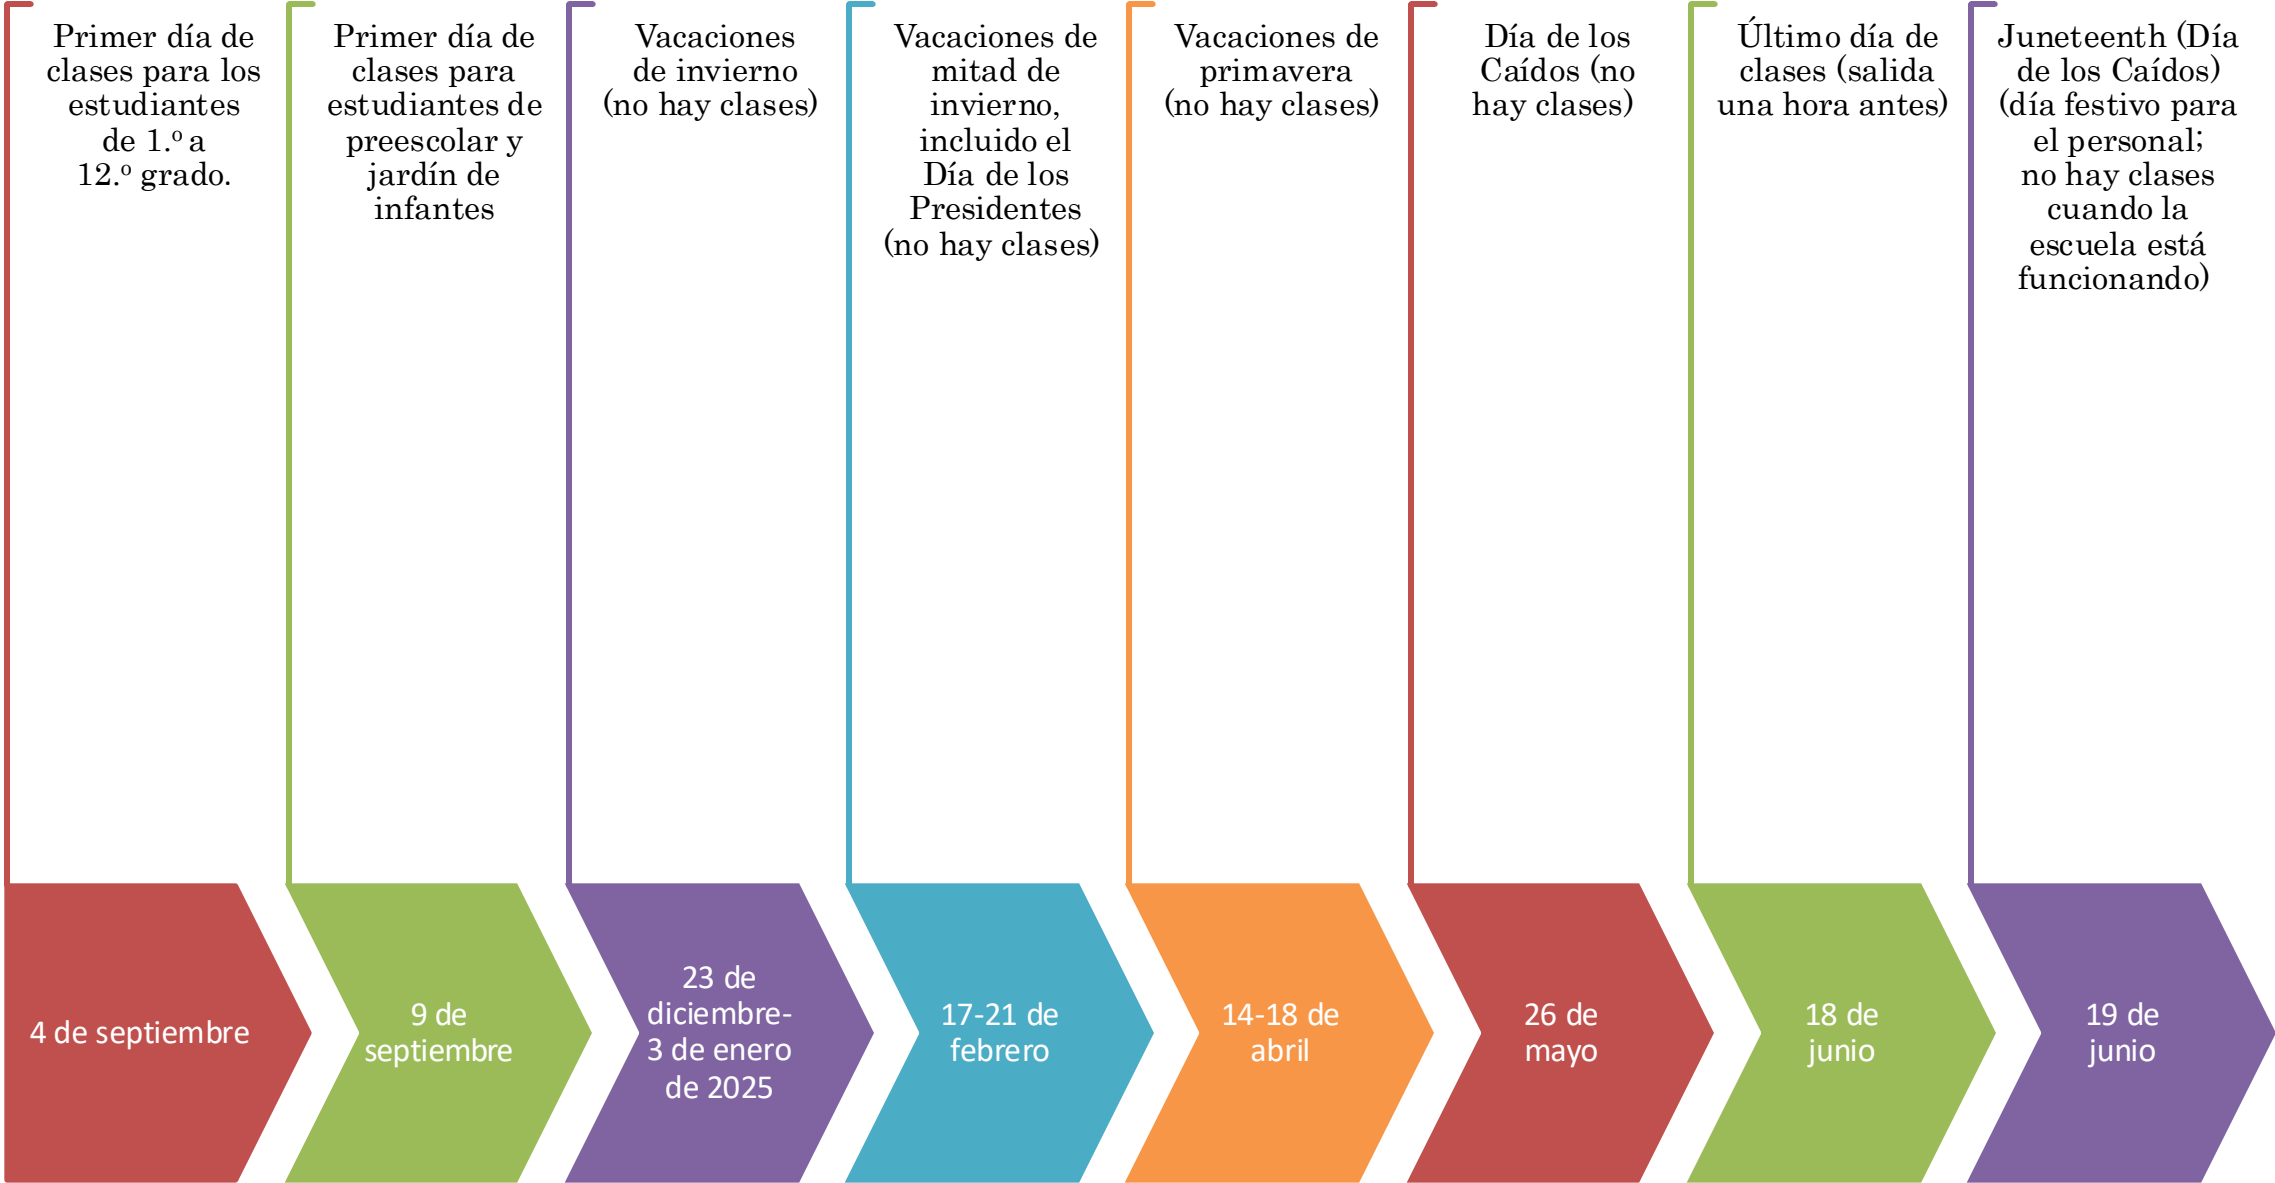 Primer día de
clases para los
estudiantes
de 1.º a
12.º grado.
Primer día de
clases para
estudiantes de
preescolar y
jardín de
infantes
Vacaciones
de invierno
(no hay clases)
Vacaciones de
mitad de
invierno,
incluido el
Día de los
Presidentes
(no hay clases)
Vacaciones de
primavera
(no hay clases)
Día de los
Caídos (no
hay clases)
Último día de
clases (salida
una hora antes)
Juneteenth (Día
de los Caídos)
(día festivo para
el personal;
no hay clases
cuando la
escuela está
funcionando)
4 de septiembre
9 de
septiembre
23 de
diciembre-
3 de enero
de 2025
17-21 de
febrero
14-18 de
abril
26 de
mayo
18 de
junio
19 de
junio